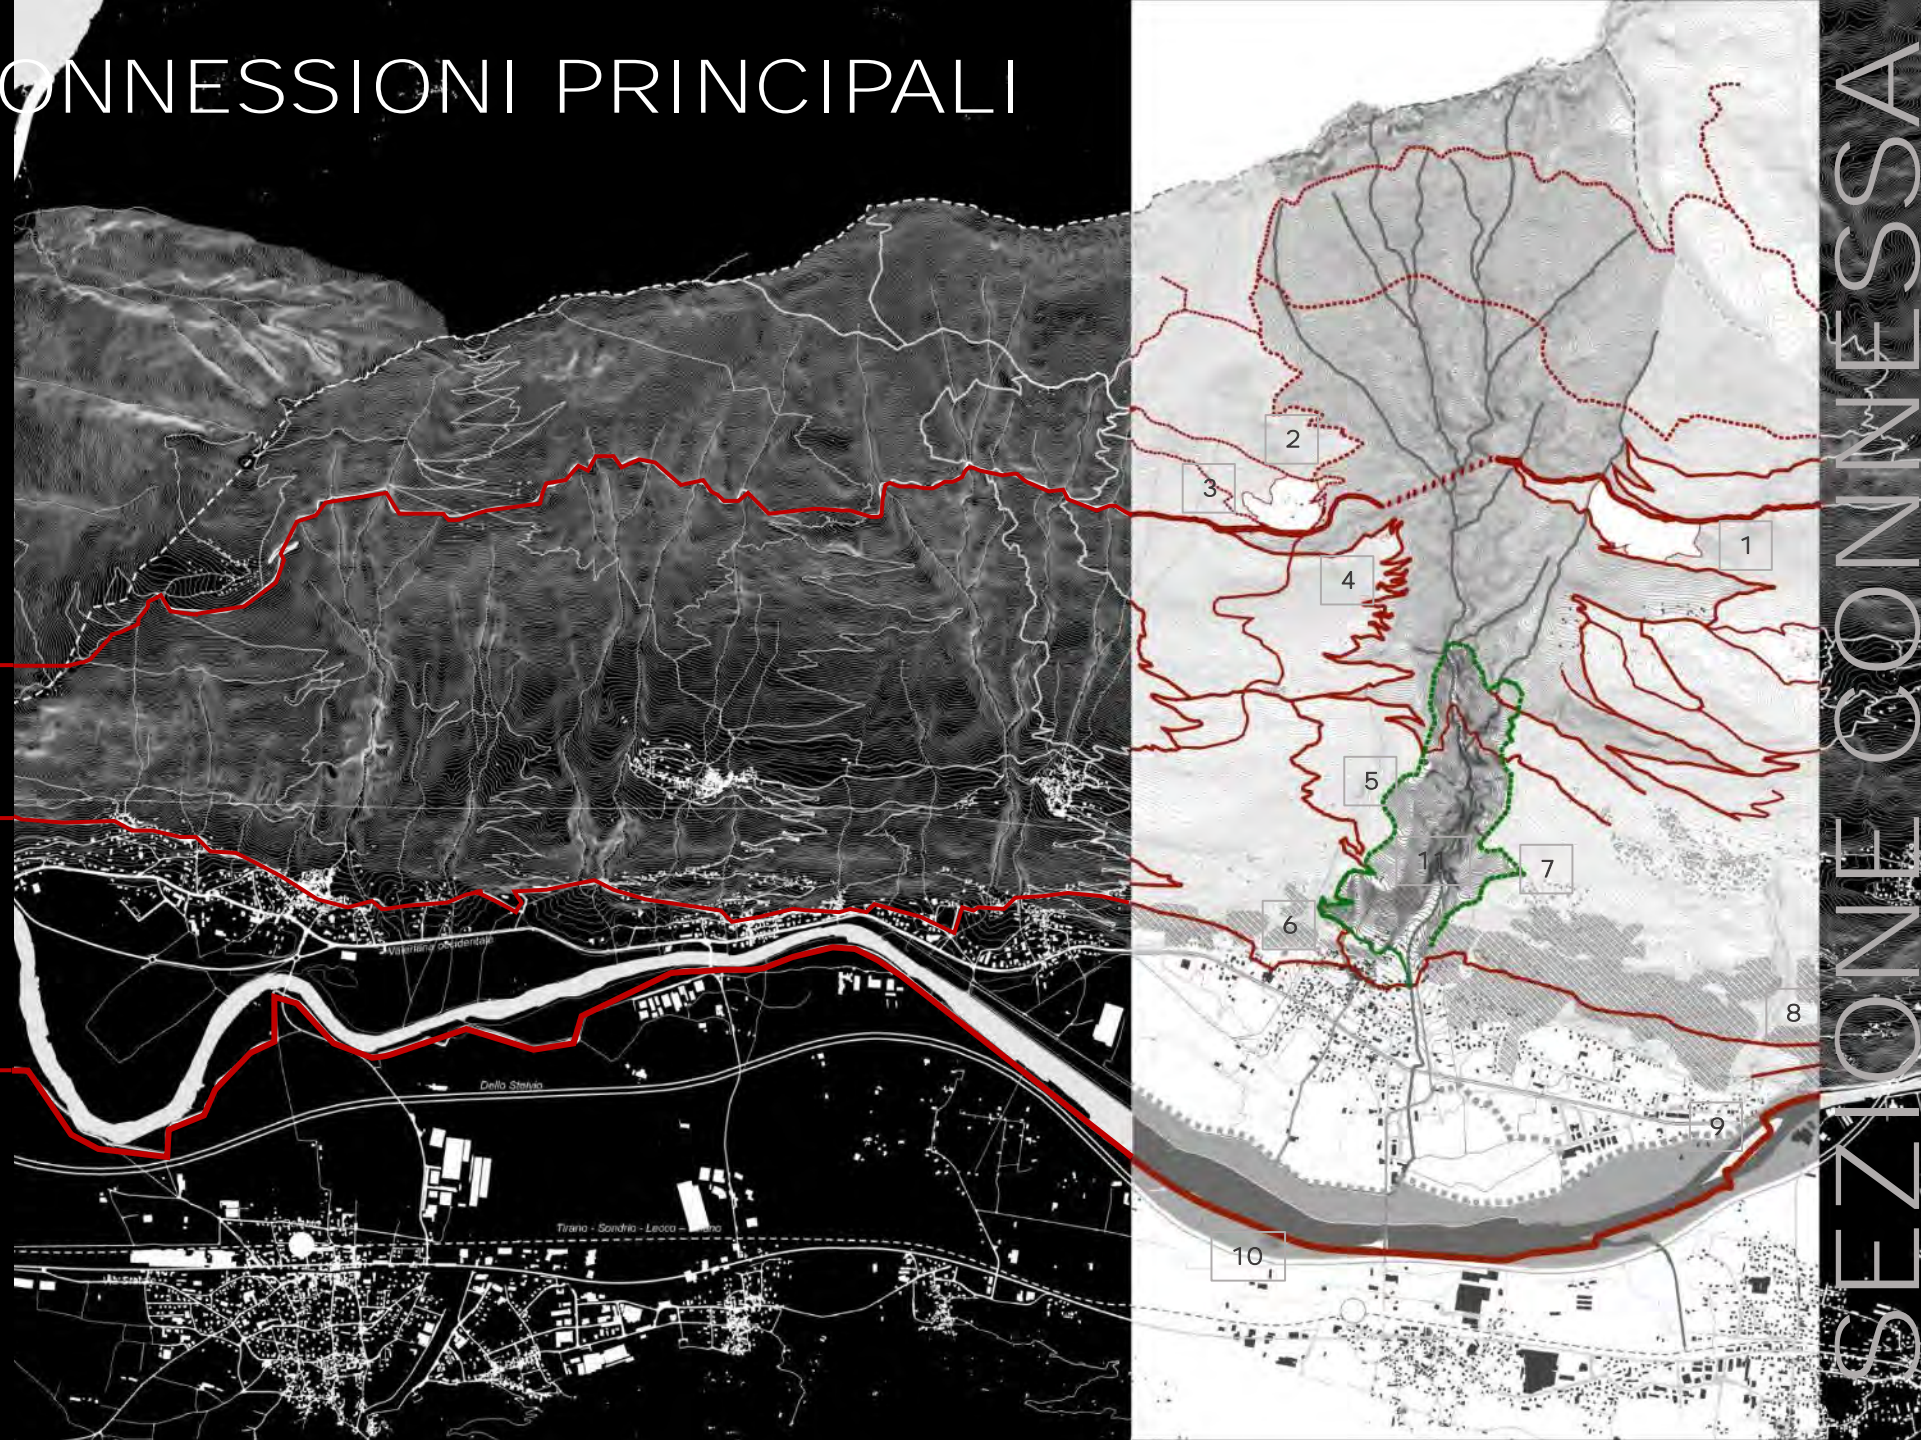 ONNESSIONI PRINCIPALI
SEZIONE CONNESSA
2
3
1
4
5
11
7
6
8
9
10
Valeriana occidentale
Dello Stelvio
Tirano - Sondrio - Lecco -